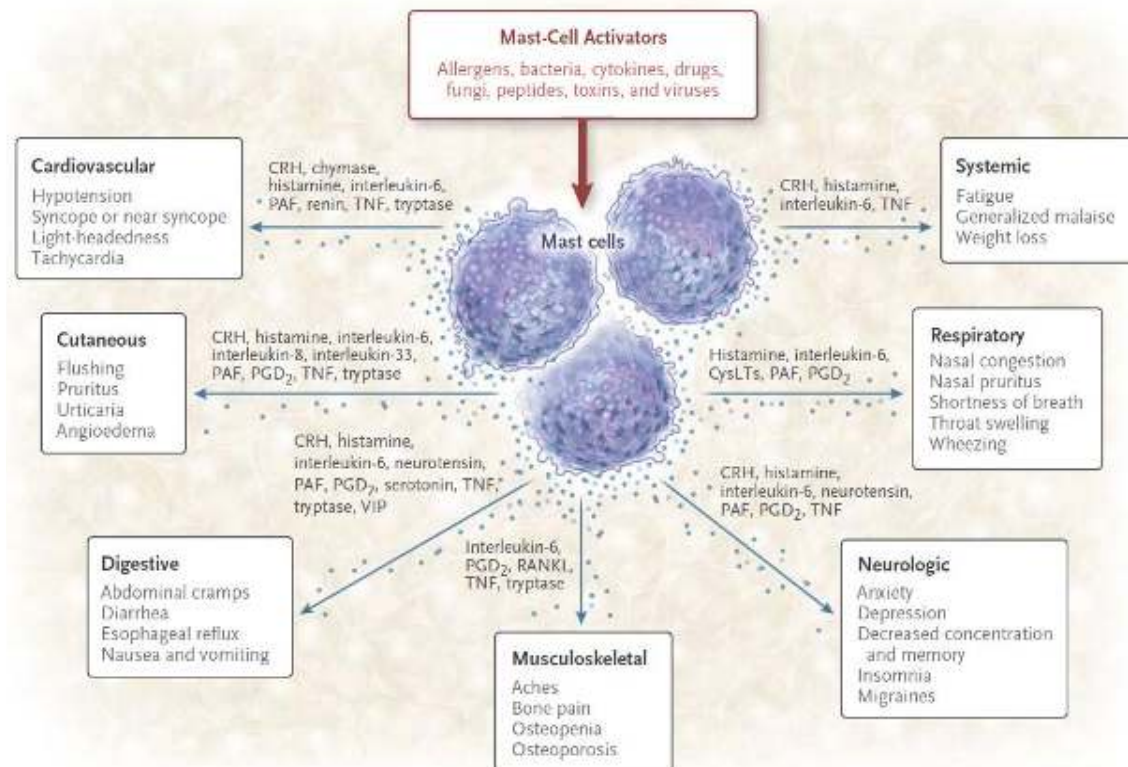 Mast-Cell Activators
Allergens, bacteria, cytokines, drugs,
fungi, peptides, toxins, and viruses
Cardiovascular
Hypotension
Syncope or near syncope
Light-headedness
Tachycardia
CRH, chymase,
histamine, interleukin-6,
PAF, renin, TNF, tryptase
Mast cells
CRH, histamine,
interleukin-6, TNF
Systemic
Fatigue
Generalized malaise
Weight loss
Cutaneous
Flushing
Pruritus
Urticaria
Angioedema
CRH, histamine, interleukin-6,
interleukin-8, interleukin-33,
PAF, PGD₂, TNF, tryptase
Histamine, interleukin-6,
CysLTs, PAF, PGD₂
Respiratory
Nasal congestion
Nasal pruritus
Shortness of breath
Throat swelling
Wheezing
CRH, histamine,
interleukin-6, neurotensin,
PAF, PGD₂, serotonin, TNF,
tryptase, VIP
CRH, histamine,
interleukin-6, neurotensin,
PAF, PGD₂, TNF
Digestive
Abdominal cramps
Diarrhea
Esophageal reflux
Nausea and vomiting
Interleukin-6,
PGD₂, RANKL,
TNF, tryptase
Neurologic
Anxiety
Depression
Decreased concentration
and memory
Insomnia
Migraines
Musculoskeletal
Aches
Bone pain
Osteopenia
Osteoporosis